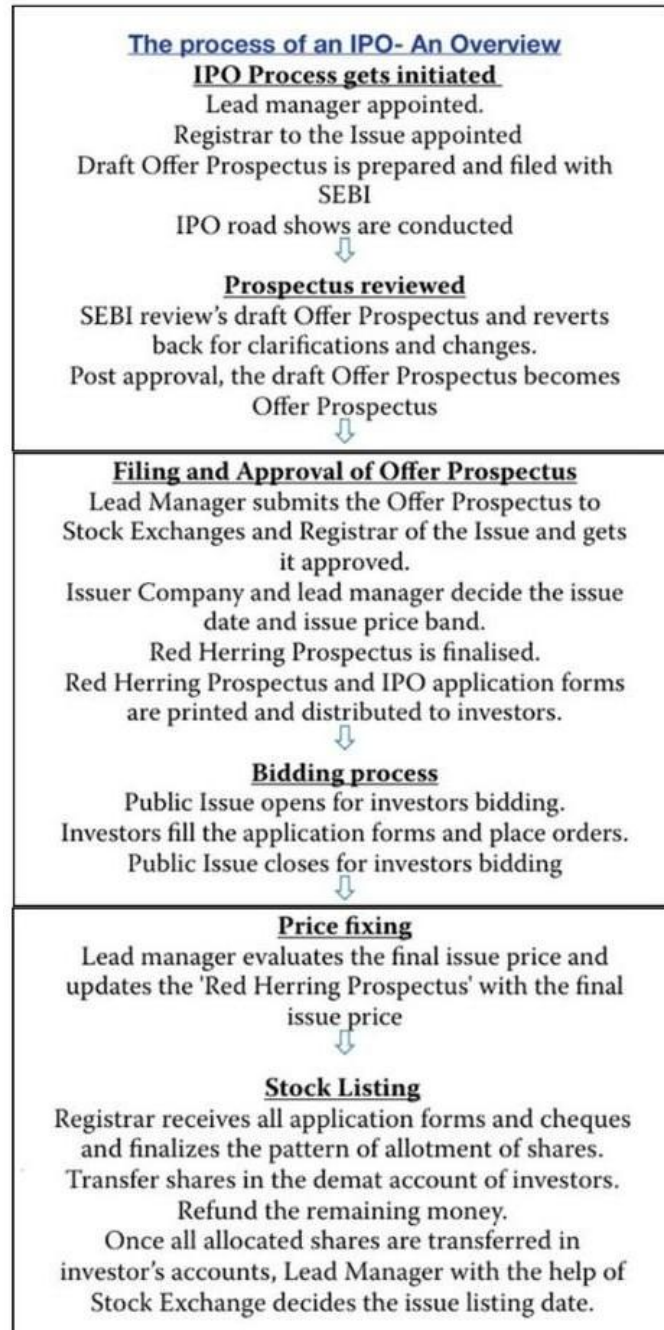 The process of an IPO- An Overview
IPO Process gets initiated
Lead manager appointed.
Registrar to the Issue appointed
Draft Offer Prospectus is prepared and filed with
SEBI
IPO road shows are conducted
Prospectus reviewed
SEBI review's draft Offer Prospectus and reverts
back for clarifications and changes.
Post approval, the draft Offer Prospectus becomes
Offer Prospectus
Filing and Approval of Offer Prospectus
Lead Manager submits the Offer Prospectus to
Stock Exchanges and Registrar of the Issue and gets
it approved.
Issuer Company and lead manager decide the issue
date and issue price band.
Red Herring Prospectus is finalised.
Red Herring Prospectus and IPO application forms
are printed and distributed to investors.
Bidding process
Public Issue opens for investors bidding.
Investors fill the application forms and place orders.
Public Issue closes for investors bidding
Price fixing
Lead manager evaluates the final issue price and
updates the 'Red Herring Prospectus' with the final
issue price
Stock Listing
Registrar receives all application forms and cheques
and finalizes the pattern of allotment of shares.
Transfer shares in the demat account of investors.
Refund the remaining money.
Once all allocated shares are transferred in
investor's accounts, Lead Manager with the help of
Stock Exchange decides the issue listing date.